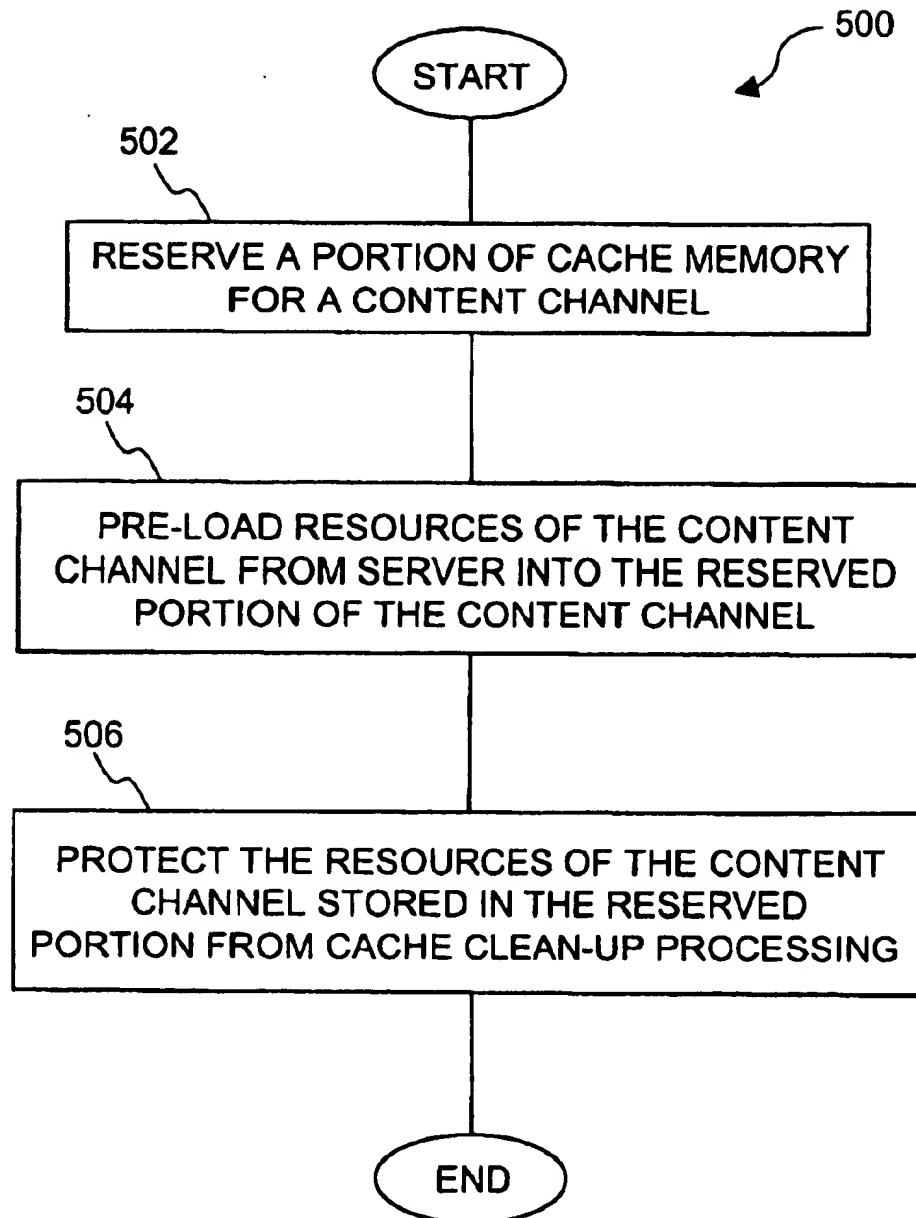 500
START
502
RESERVE A PORTION OF CACHE MEMORY
FOR A CONTENT CHANNEL
504
PRE-LOAD RESOURCES OF THE CONTENT
CHANNEL FROM SERVER INTO THE RESERVED
PORTION OF THE CONTENT CHANNEL
506
PROTECT THE RESOURCES OF THE CONTENT
CHANNEL STORED IN THE RESERVED
PORTION FROM CACHE CLEAN-UP PROCESSING
END